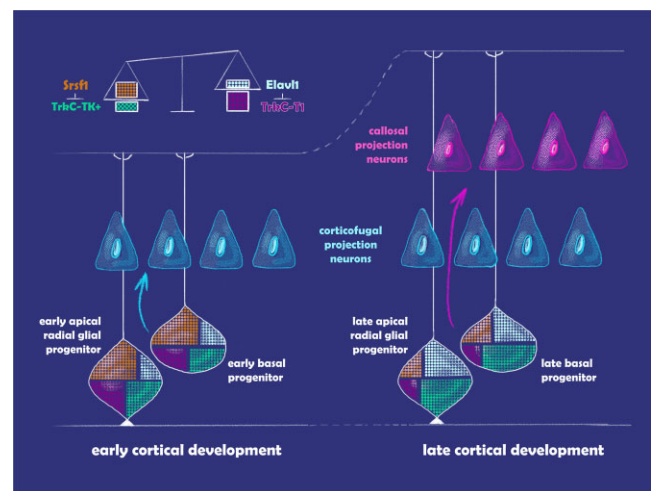 Srsf1
TrkC-TK+
Elavl1
TrkC-T1
callosal
projection
neurons
corticofugal
projection
neurons
early apical
radial glial
progenitor
early basal
progenitor
late apical
radial glial
progenitor
late basal
progenitor
early cortical development
late cortical development